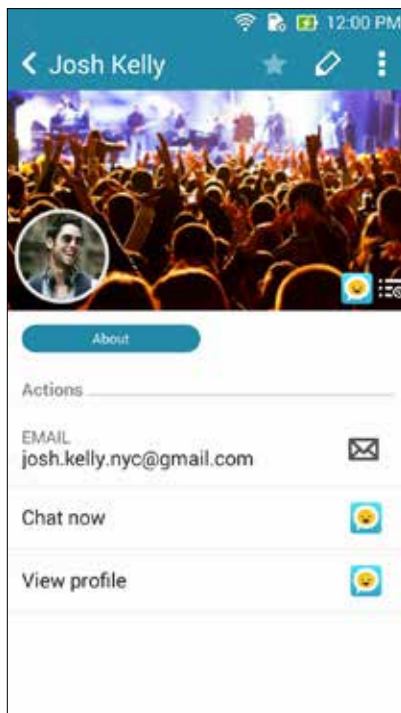 12:00 PM
Josh Kelly
About
Actions
EMAIL
josh.kelly.nyc@gmail.com
Chat now
View profile